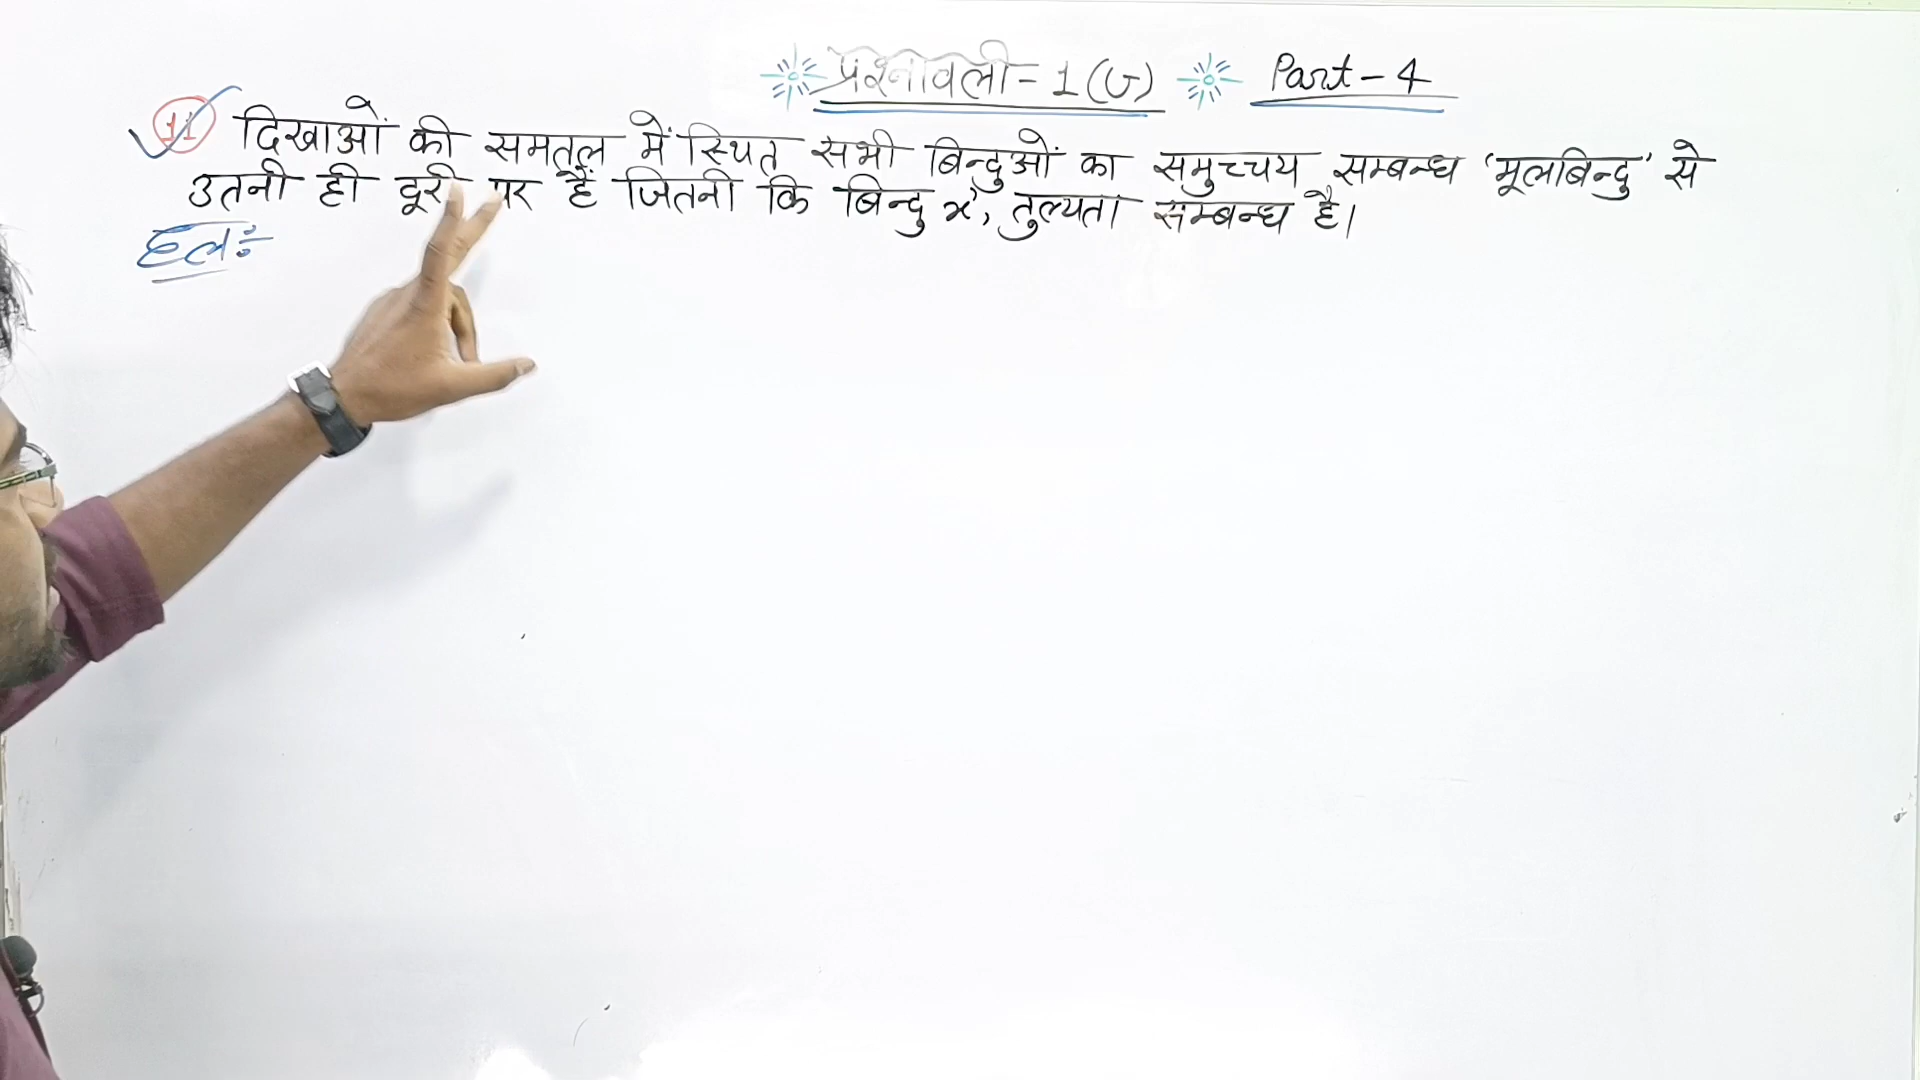 प्रश्नावली-1(J) Part-4
11 दिखाओं की समतल में स्थित सभी बिन्दुओं का समुच्चय सम्बन्ध 'मूलबिन्दु' से
उतनी ही दूरी पर हैं जितनी कि बिन्दु x', तुल्यता सम्बन्ध है।
हल:-